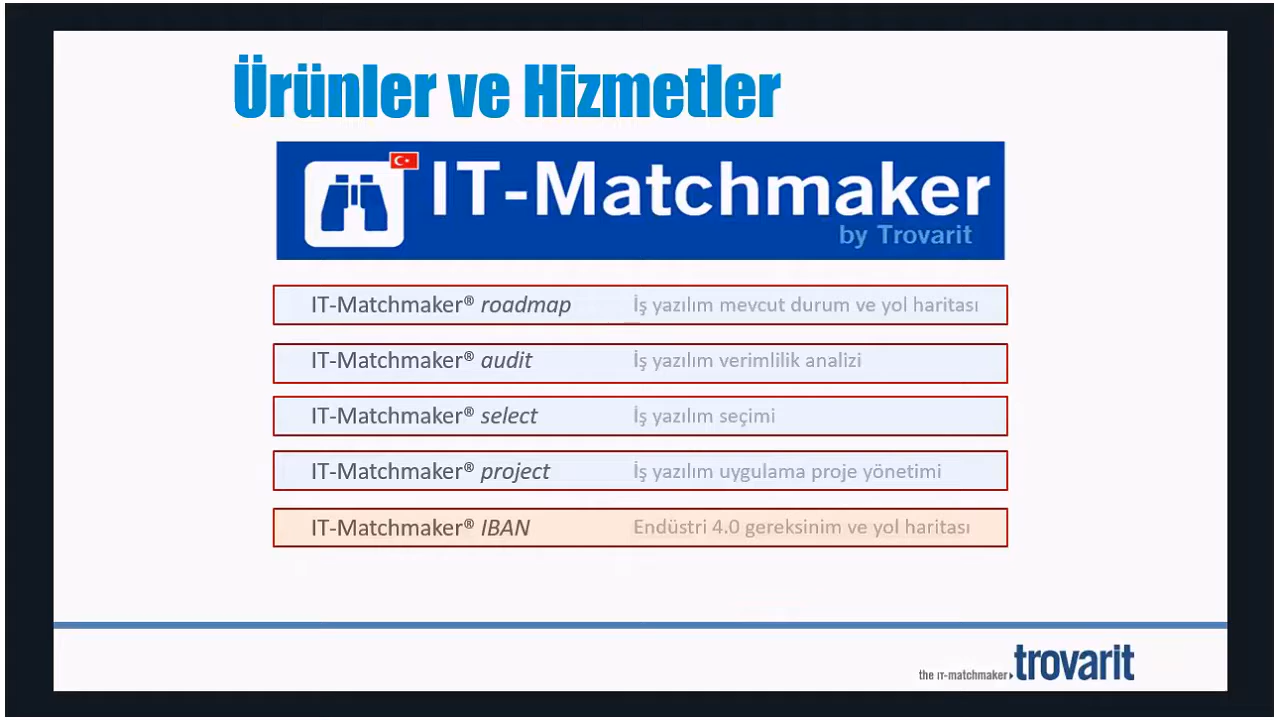 Ürünler ve Hizmetler
IT-Matchmaker
by Trovarit
IT-Matchmaker® roadmap İş yazılım mevcut durum ve yol haritası
IT-Matchmaker® audit İş yazılım verimlilik analizi
IT-Matchmaker® select İş yazılım seçimi
IT-Matchmaker® project İş yazılım uygulama proje yönetimi
IT-Matchmaker® IBAN Endüstri 4.0 gereksinim ve yol haritası
the IT-matchmaker trovarit